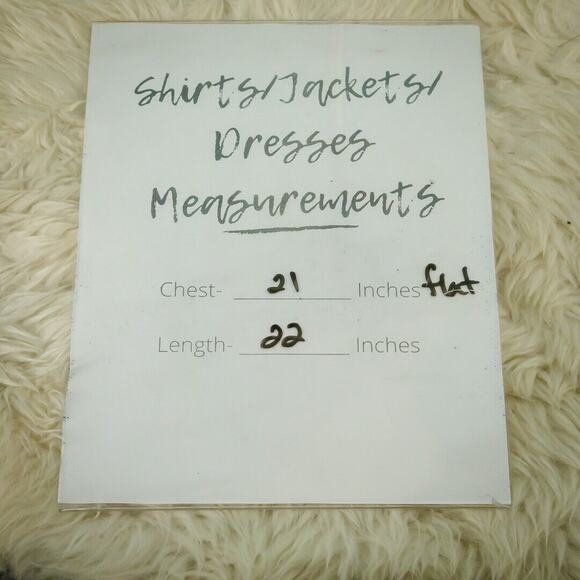 Shirts/Jackets/
Dresses
Measurements
Chest- 21 Inches flat
Length- 22 Inches